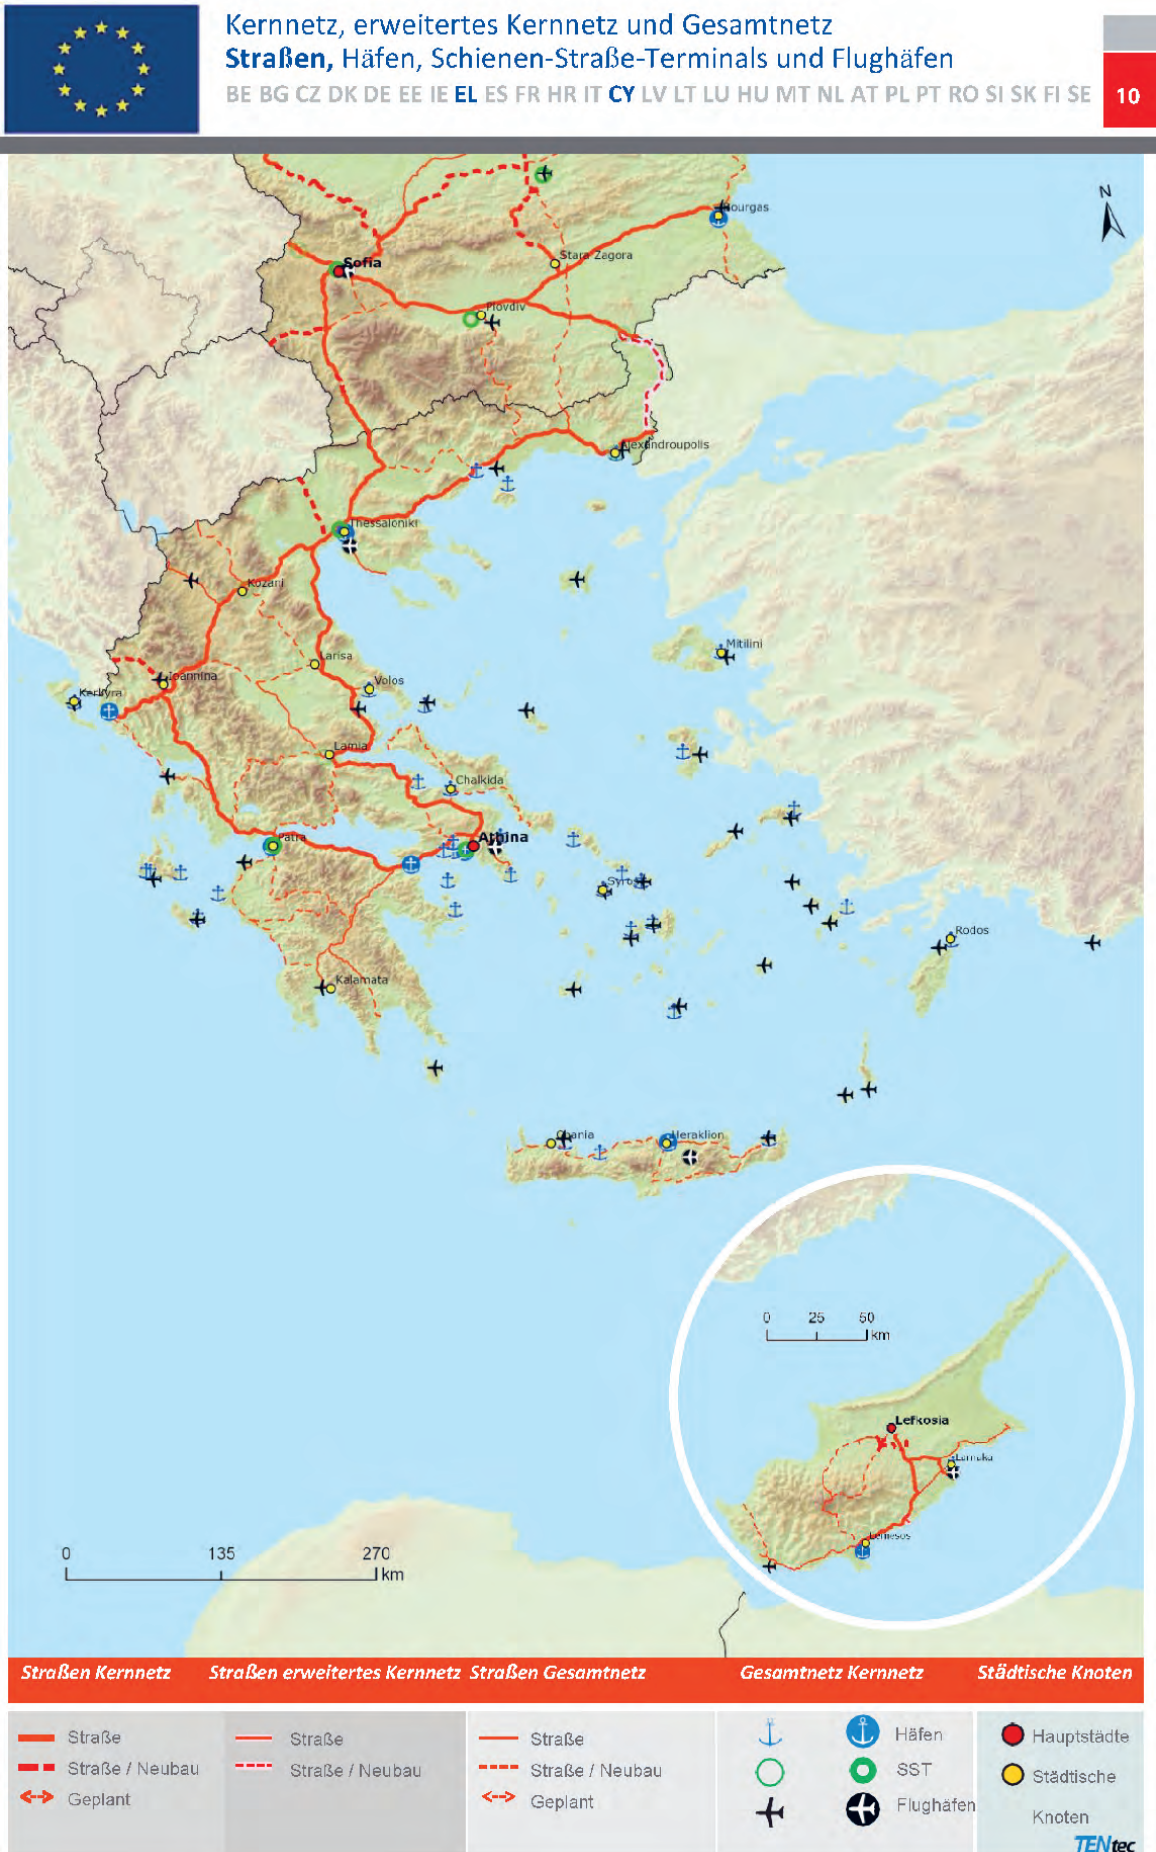 Kernnetz, erweitertes Kernnetz und Gesamtnetz
Straßen, Häfen, Schienen-Straße-Terminals und Flughäfen
BE BG CZ DK DE EE IE EL ES FR HR IT CY LV LT LU HU MT NL AT PL PT RO SI SK FI SE
10
N
Bourgas
Sofia
Stara Zagora
Plovdiv
Alexandroupolis
Thessaloniki
Kozani
Mitilini
Larisa
Ioannina
Volos
Kerkyra
Lamia
Chalkida
Patra
Athina
Syros
Rodos
Kalamata
Chania
Heraklion
0 25 50
km
Lefkosia
Larnaka
Lemesos
0 135 270
km
Straßen Kernnetz Straßen erweitertes Kernnetz Straßen Gesamtnetz Gesamtnetz Kernnetz Städtische Knoten
Straße Straße Straße Häfen Hauptstädte
Straße / Neubau Straße / Neubau Straße / Neubau SST Städtische
Geplant Geplant Flughäfen Knoten
TENtec